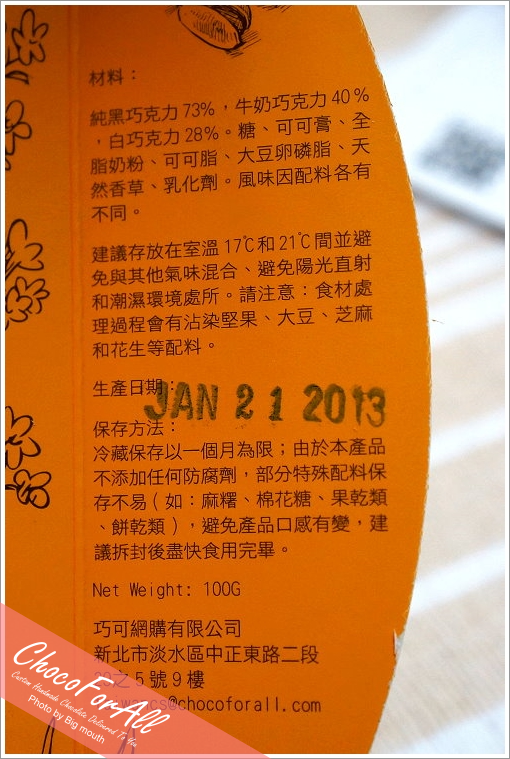 材料：
純黑巧克力 73%，牛奶巧克力 40%
，白巧克力 28%。糖、可可膏、全
脂奶粉、可可脂、大豆卵磷脂、天
然香草、乳化劑。風味因配料各有
不同。
建議存放在室溫 17℃和 21℃間並避
免與其他氣味混合、避免陽光直射
和潮濕環境處所。請注意：食材處
理過程會有沾染堅果、大豆、芝麻
和花生等配料。
生產日期：
JAN 21 2013
保存方法：
冷藏保存以一個月為限；由於本產品
不添加任何防腐劑，部分特殊配料保
存不易（如：麻糬、棉花糖、果乾類
、餅乾類），避免產品口感有變，建
議拆封後盡快食用完畢。
Net Weight: 100G
巧可網購有限公司
新北市淡水區中正東路二段
之 5 號 9 樓
@chocoforall.com
ChocoForAll
Custom Handmade Chocolate Delivered To You
Photo by Big mouth